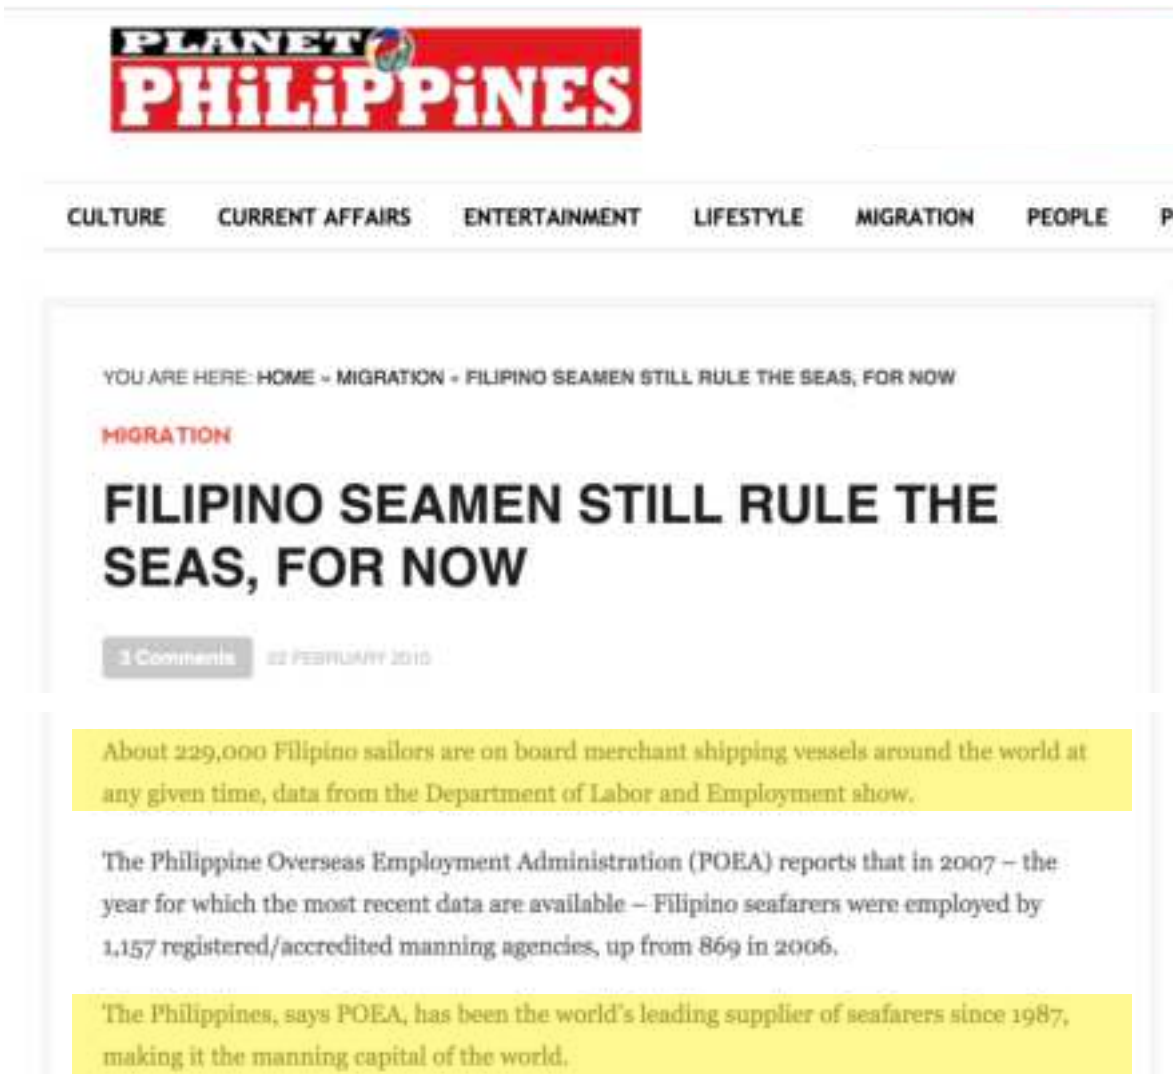 PLANET
PHiLiPPiNES
CULTURE CURRENT AFFAIRS ENTERTAINMENT LIFESTYLE MIGRATION PEOPLE P
YOU ARE HERE: HOME » MIGRATION » FILIPINO SEAMEN STILL RULE THE SEAS, FOR NOW
MIGRATION
FILIPINO SEAMEN STILL RULE THE
SEAS, FOR NOW
3 Comments 22 FEBRUARY 2010
About 229,000 Filipino sailors are on board merchant shipping vessels around the world at
any given time, data from the Department of Labor and Employment show.
The Philippine Overseas Employment Administration (POEA) reports that in 2007 – the
year for which the most recent data are available – Filipino seafarers were employed by
1,157 registered/accredited manning agencies, up from 869 in 2006.
The Philippines, says POEA, has been the world's leading supplier of seafarers since 1987,
making it the manning capital of the world.